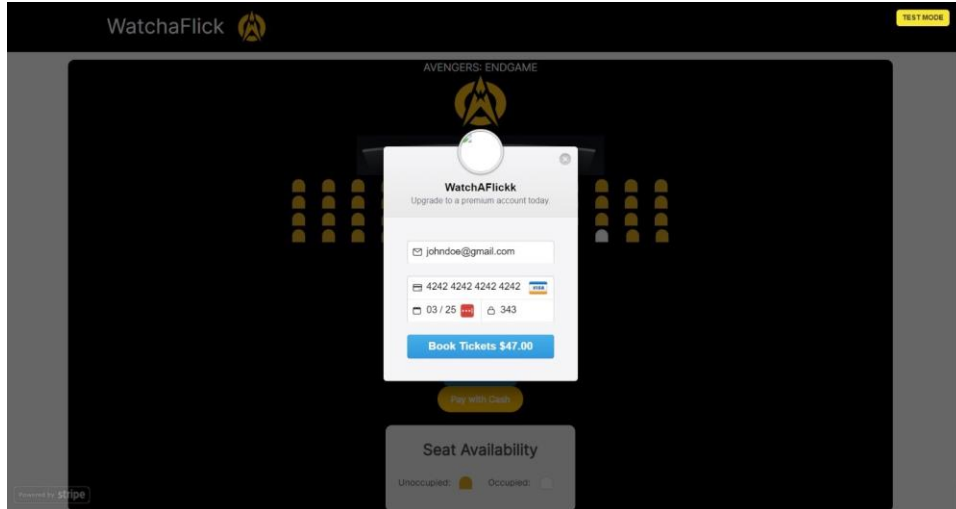 WatchaFlick
TEST MODE
AVENGERS: ENDGAME
WatchAFlickk
Upgrade to a premium account today.
johndoe@gmail.com
4242 4242 4242 4242 VISA
03 / 25 343
Book Tickets $47.00
Pay with Cash
Seat Availability
Unoccupied: Occupied:
Powered by stripe